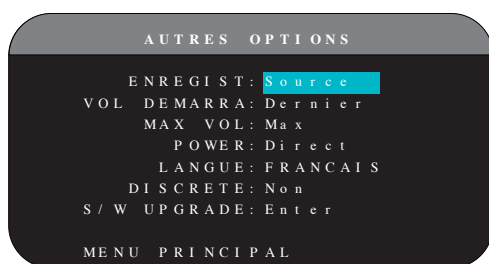 AUTRES OPTIONS
ENREGIST: Source
VOL DEMARRA: Dernier
MAX VOL: Max
POWER: Direct
LANGUE: FRANCAIS
DISCRETE: Non
S/W UPGRADE: Enter
MENU PRINCIPAL